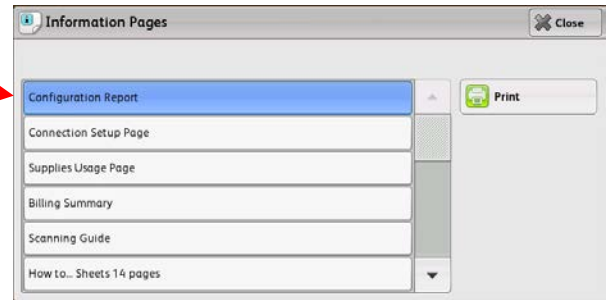 Information Pages
Close
Configuration Report
Print
Connection Setup Page
Supplies Usage Page
Billing Summary
Scanning Guide
How to... Sheets 14 pages